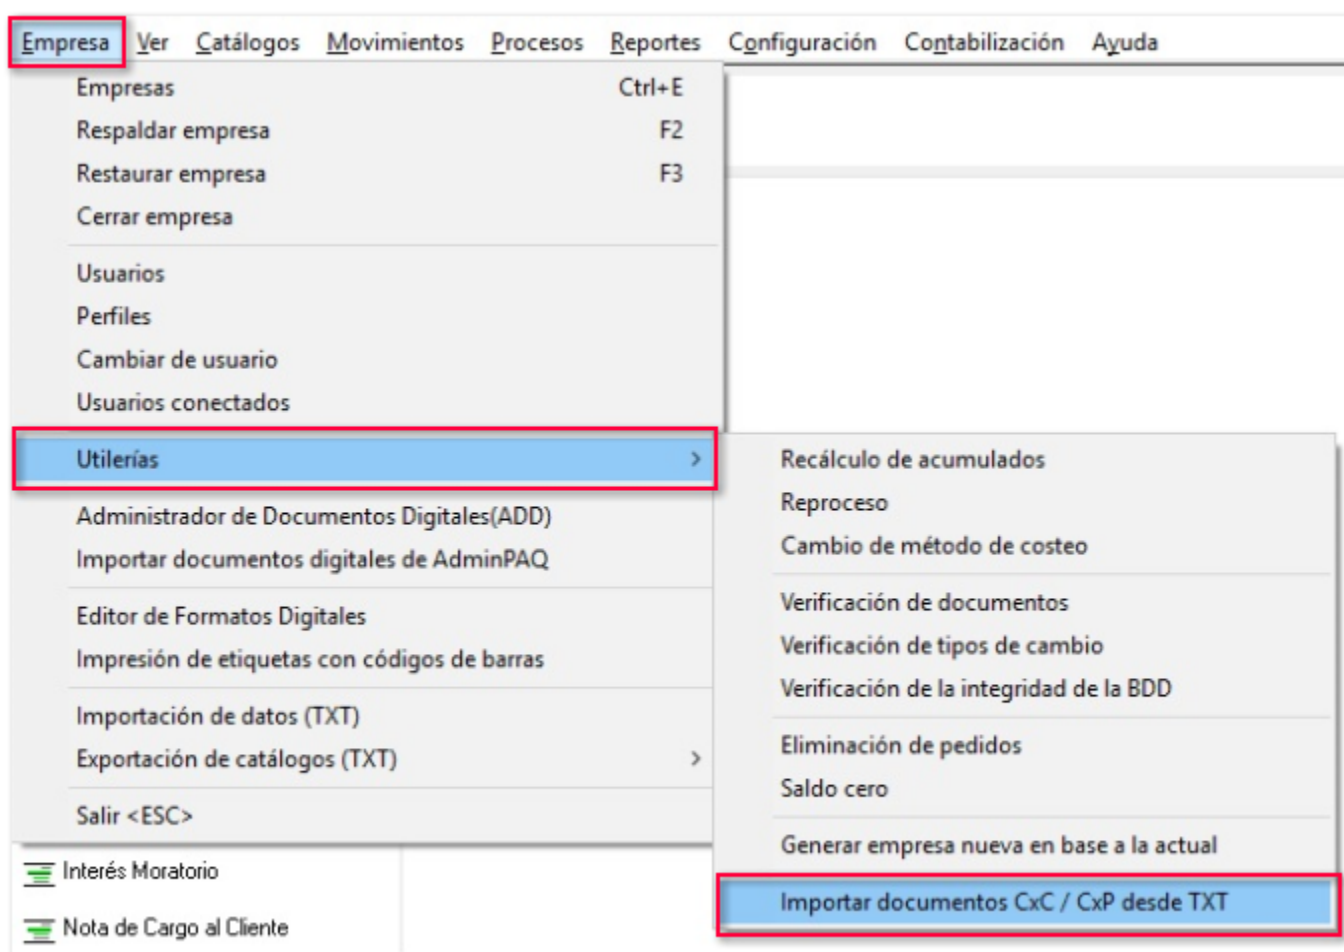 Empresa Ver Catálogos Movimientos Procesos Reportes Configuración Contabilización Ayuda
Empresas Ctrl+E
Respaldar empresa F2
Restaurar empresa F3
Cerrar empresa
Usuarios
Perfiles
Cambiar de usuario
Usuarios conectados
Utilerías >
Administrador de Documentos Digitales(ADD)
Importar documentos digitales de AdminPAQ
Editor de Formatos Digitales
Impresión de etiquetas con códigos de barras
Importación de datos (TXT)
Exportación de catálogos (TXT) >
Salir <ESC>
Recálculo de acumulados
Reproceso
Cambio de método de costeo
Verificación de documentos
Verificación de tipos de cambio
Verificación de la integridad de la BDD
Eliminación de pedidos
Saldo cero
Generar empresa nueva en base a la actual
Importar documentos CxC / CxP desde TXT
Interés Moratorio
Nota de Cargo al Cliente